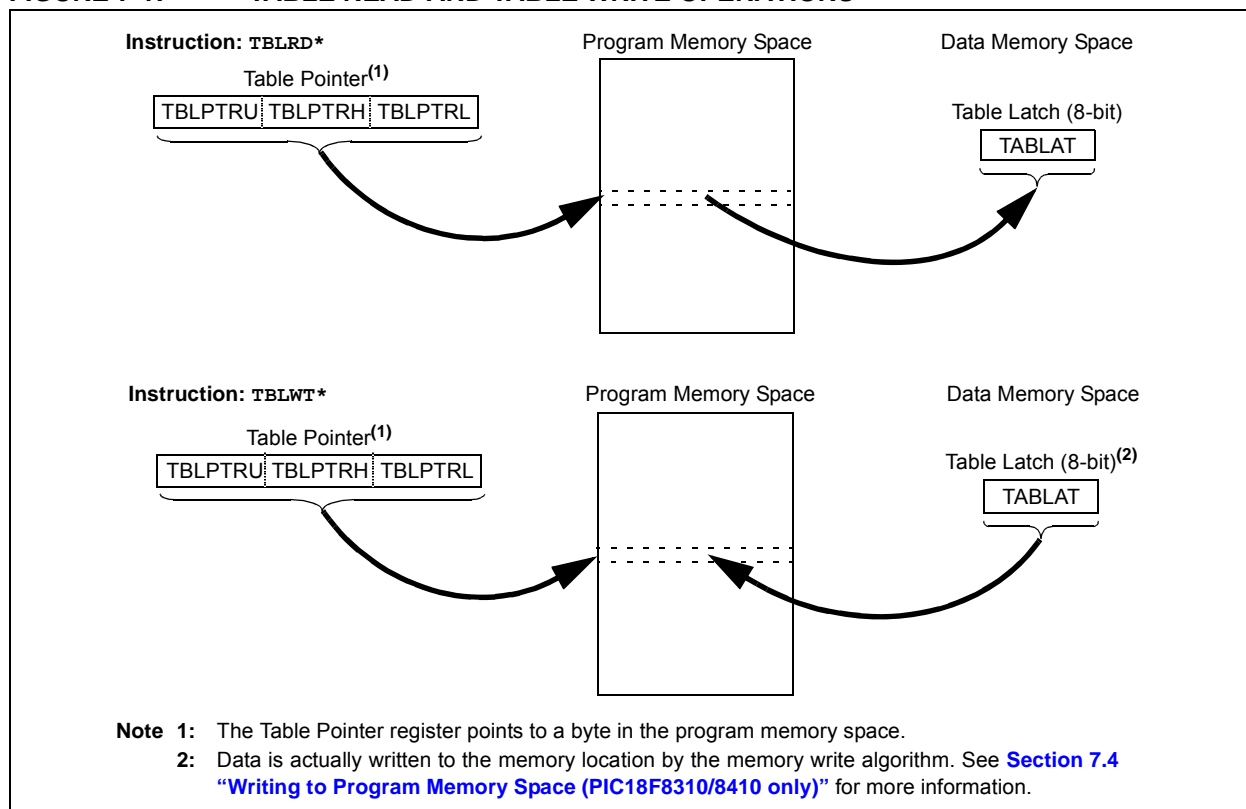 Instruction: TBLRD*
Program Memory Space
Data Memory Space
Table Pointer(1)
TBLPTRU TBLPTRH TBLPTRL
Table Latch (8-bit)
TABLAT
Instruction: TBLWT*
Program Memory Space
Data Memory Space
Table Pointer(1)
TBLPTRU TBLPTRH TBLPTRL
Table Latch (8-bit)(2)
TABLAT
Note 1: The Table Pointer register points to a byte in the program memory space.
2: Data is actually written to the memory location by the memory write algorithm. See Section 7.4
“Writing to Program Memory Space (PIC18F8310/8410 only)” for more information.